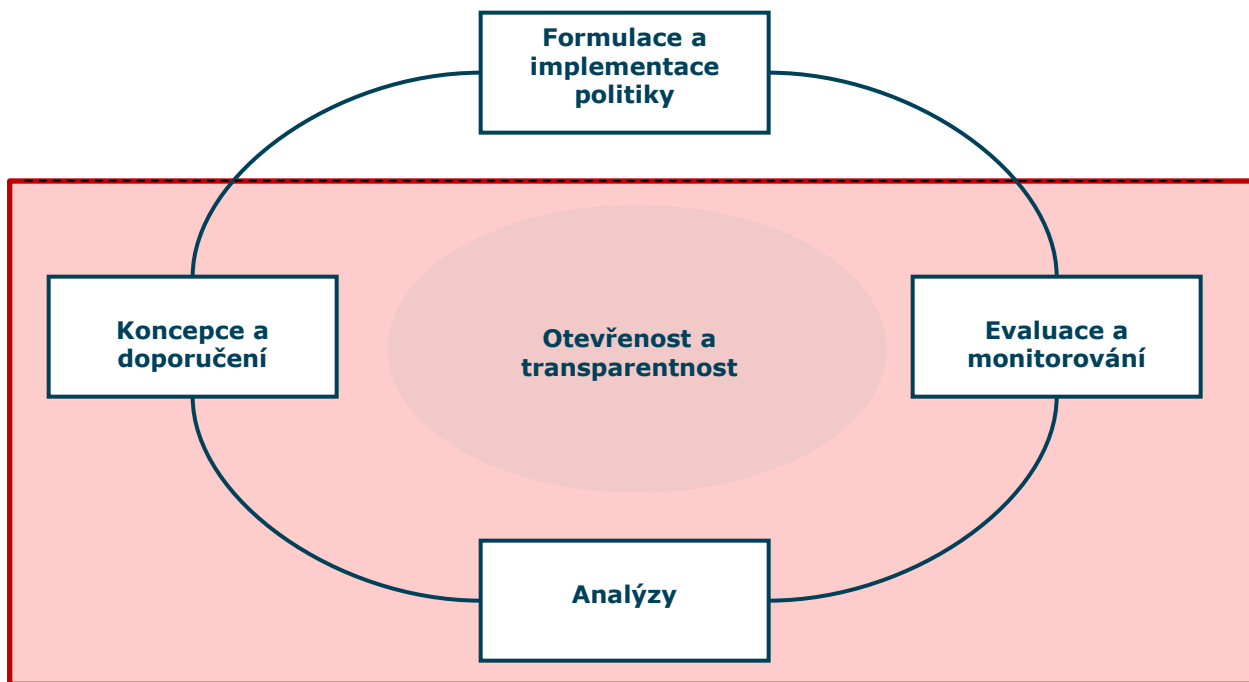 Formulace a
implementace
politiky
Koncepce a
doporučení
Otevřenost a
transparentnost
Evaluace a
monitorování
Analýzy